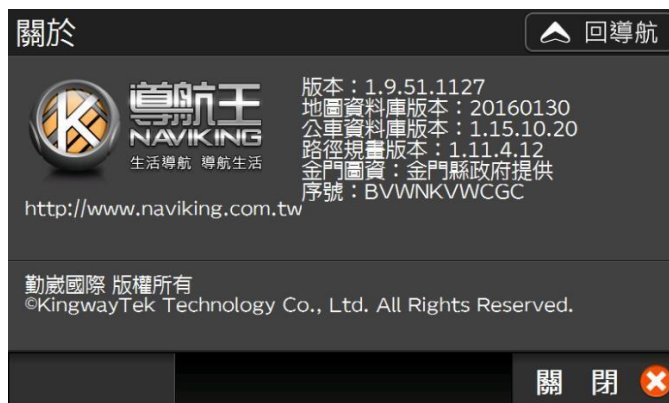 關於
回導航
導航王
NAVIKING
生活導航 導航生活
http://www.naviking.com.tw
版本：1.9.51.1127
地圖資料庫版本：20160130
公車資料庫版本：1.15.10.20
路徑規畫版本：1.11.4.12
金門圖資：金門縣政府提供
序號：BVWNKVWCGC
勤崴國際 版權所有
©KingwayTek Technology Co., Ltd. All Rights Reserved.
關 閉